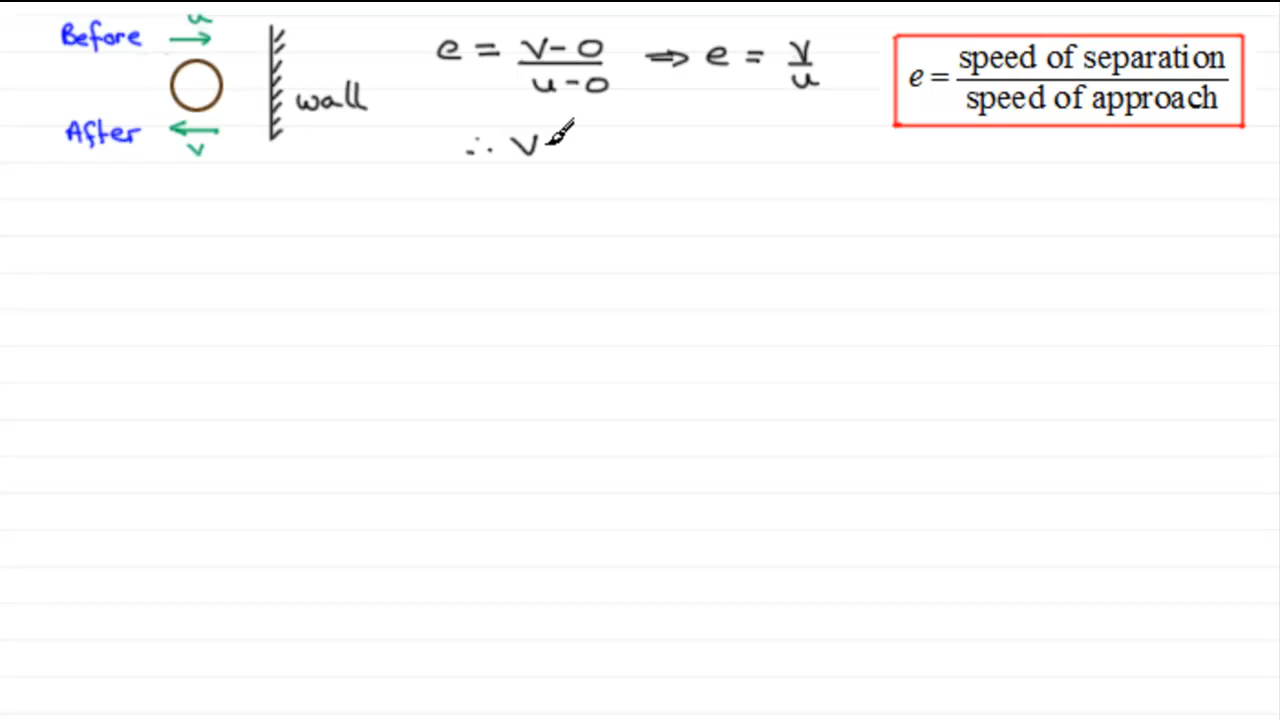 u
Before →
wall
After ←
v
e = v-0 / u-0 ⇒ e = v / u
∴ v
e = speed of separation / speed of approach